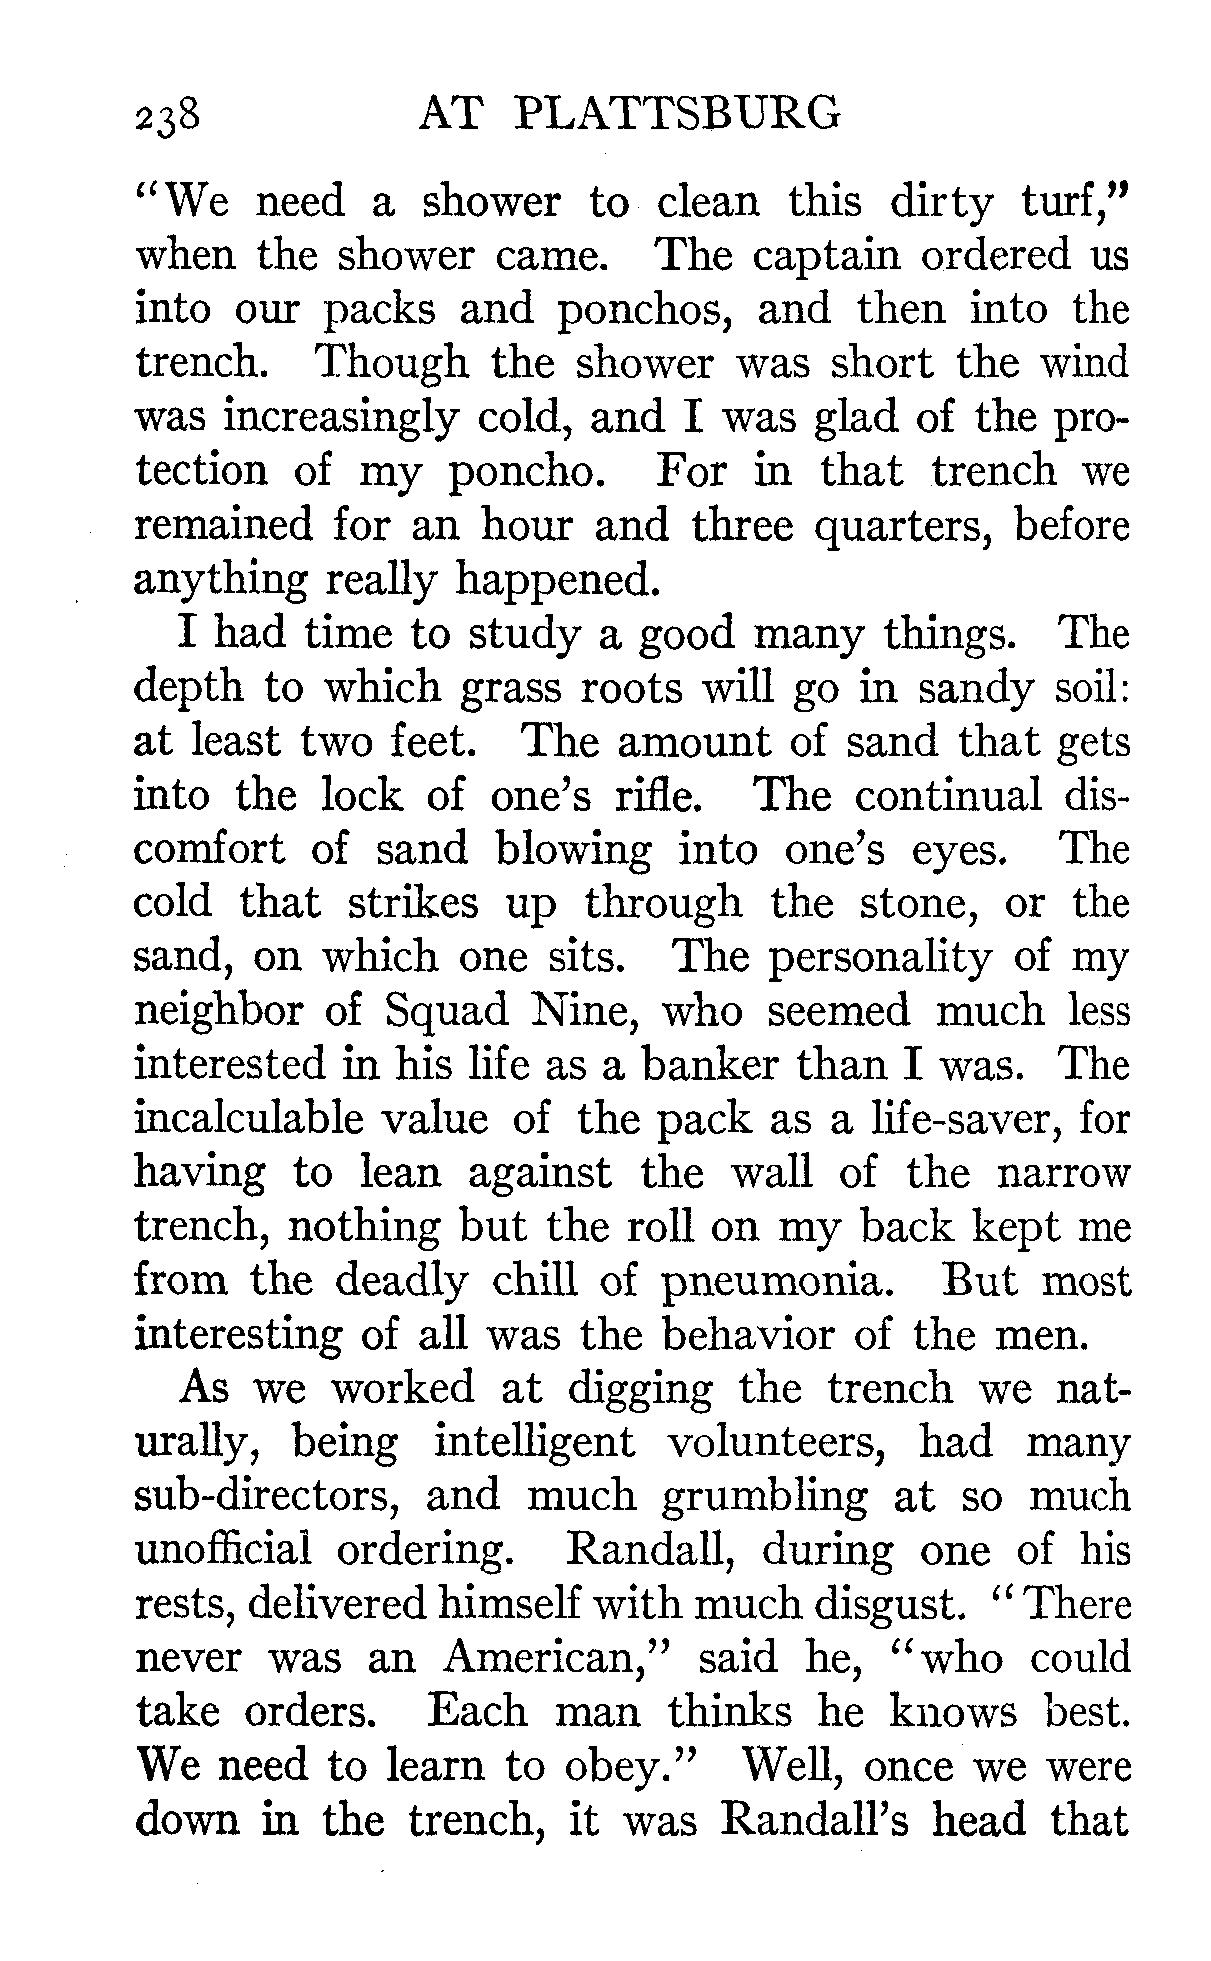 238 AT PLATTSBURG
"We need a shower to clean this dirty turf,"
when the shower came. The captain ordered us
into our packs and ponchos, and then into the
trench. Though the shower was short the wind
was increasingly cold, and I was glad of the pro-
tection of my poncho. For in that trench we
remained for an hour and three quarters, before
anything really happened.
I had time to study a good many things. The
depth to which grass roots will go in sandy soil:
at least two feet. The amount of sand that gets
into the lock of one's rifle. The continual dis-
comfort of sand blowing into one's eyes. The
cold that strikes up through the stone, or the
sand, on which one sits. The personality of my
neighbor of Squad Nine, who seemed much less
interested in his life as a banker than I was. The
incalculable value of the pack as a life-saver, for
having to lean against the wall of the narrow
trench, nothing but the roll on my back kept me
from the deadly chill of pneumonia. But most
interesting of all was the behavior of the men.
As we worked at digging the trench we nat-
urally, being intelligent volunteers, had many
sub-directors, and much grumbling at so much
unofficial ordering. Randall, during one of his
rests, delivered himself with much disgust. "There
never was an American," said he, "who could
take orders. Each man thinks he knows best.
We need to learn to obey." Well, once we were
down in the trench, it was Randall's head that